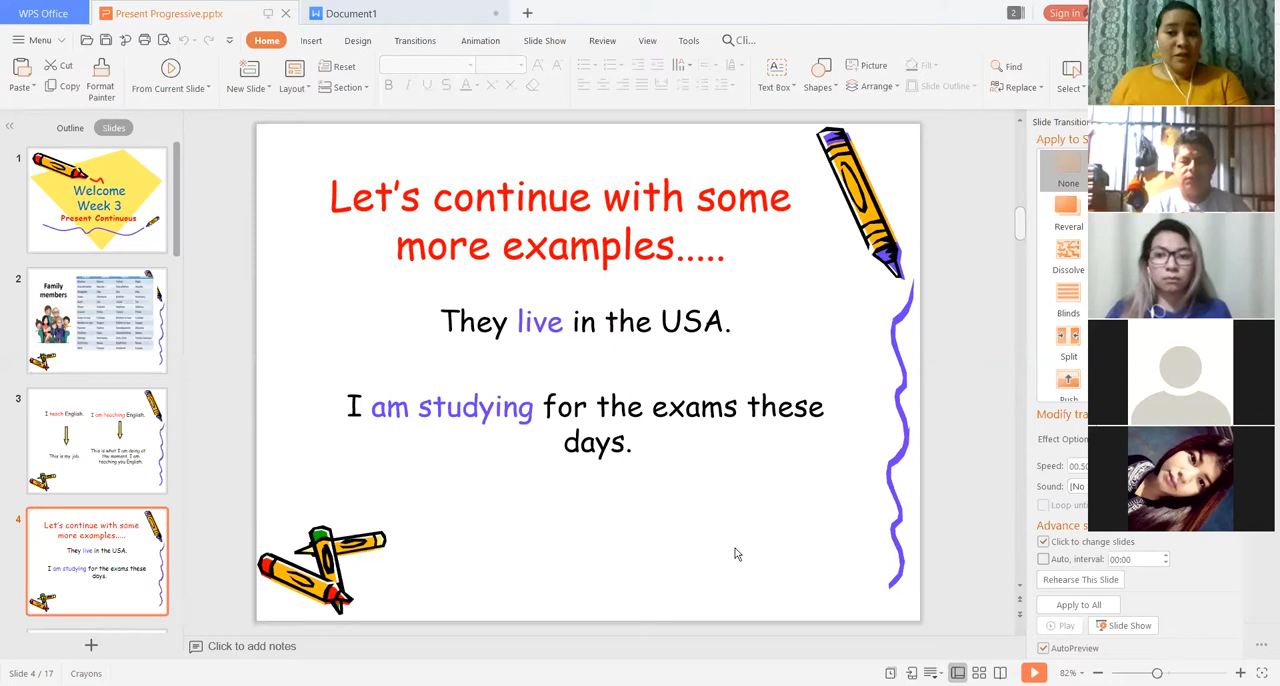 WPS Office
Present Progressive.pptx
Document1
2
Sign in
Menu
Home
Insert
Design
Transitions
Animation
Slide Show
Review
View
Tools
Cli...
Paste
Cut
Copy
Format
Painter
From Current Slide
New Slide
Layout
Reset
Section
B I U S A
Text Box
Shapes
Picture
Arrange
Fill
Slide Outline
Find
Replace
Select
Outline
Slides
1
Welcome
Week 3
Present Continuous
2
Family
members
3
I teach English.
I am teaching English.
This is my job.
This is what I am doing at
the moment. I am
teaching you English.
4
Let's continue with some
more examples.....
They live in the USA.
I am studying for the exams these
days.
Let's continue with some
more examples.....
They live in the USA.
I am studying for the exams these
days.
Slide Transition
Apply to S
None
Reveral
Dissolve
Blinds
Split
Push
Modify tra
Effect Option
Speed: 00.50
Sound: [No
Loop until
Advance s
Click to change slides
Auto, interval: 00:00
Rehearse This Slide
Apply to All
Play
Slide Show
AutoPreview
Click to add notes
Slide 4 / 17
Crayons
82%